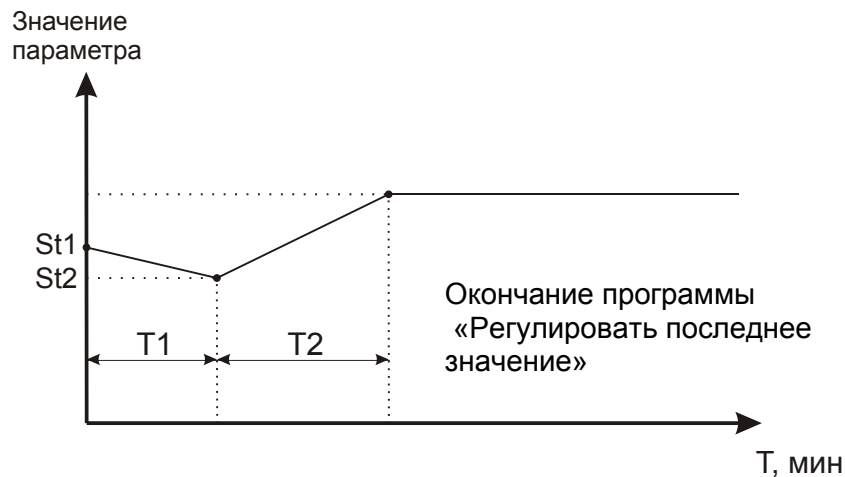 Значение
параметра
St1
St2
T1
T2
Окончание программы
«Регулировать последнее
значение»
T, мин